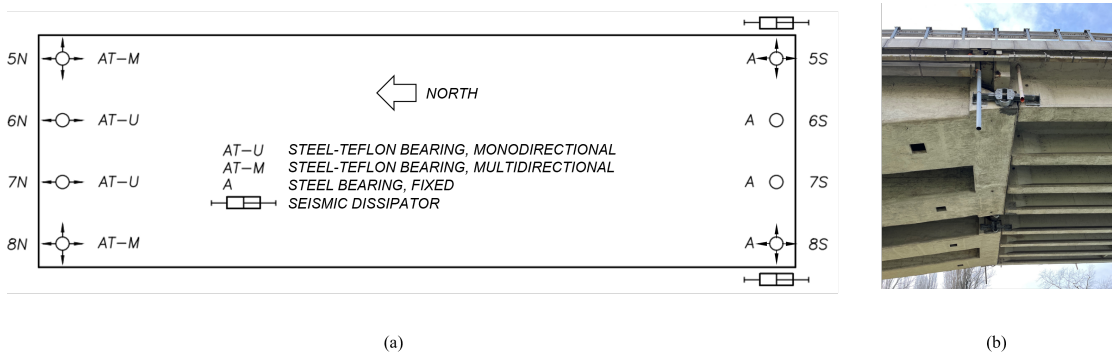 5N AT-M A 5S
NORTH
6N AT-U A 6S
AT-U STEEL-TEFLON BEARING, MONODIRECTIONAL
AT-M STEEL-TEFLON BEARING, MULTIDIRECTIONAL
7N AT-U A STEEL BEARING, FIXED A 7S
SEISMIC DISSIPATOR
8N AT-M A 8S
(a) (b)